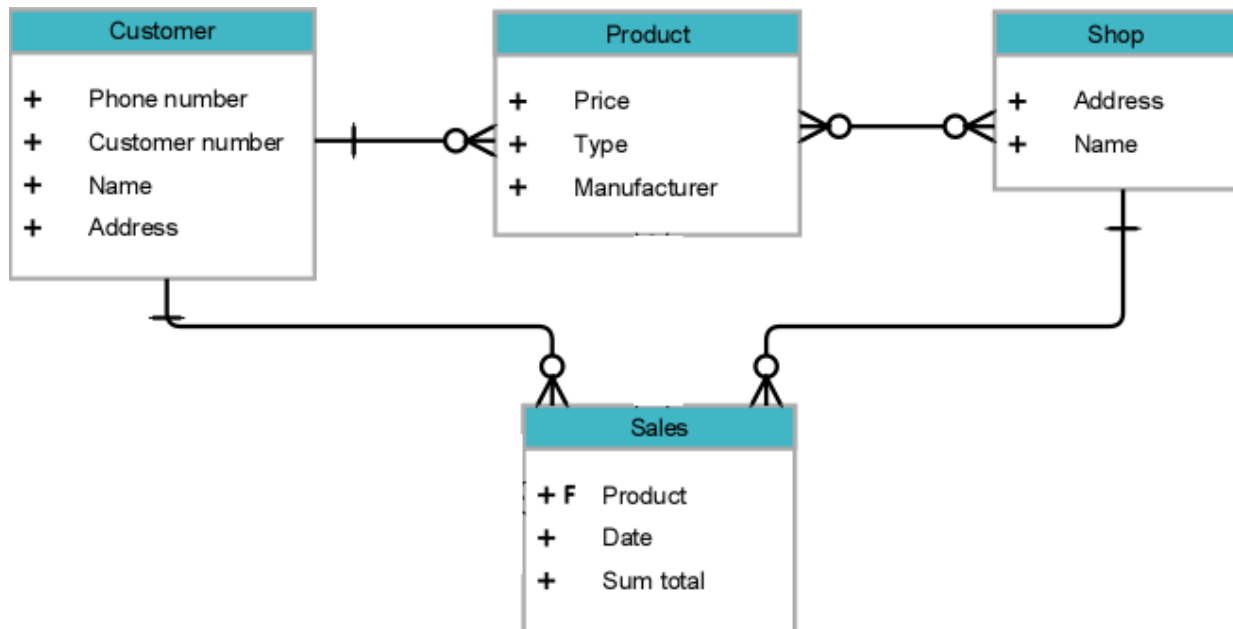 Customer
+ Phone number
+ Customer number
+ Name
+ Address
Product
+ Price
+ Type
+ Manufacturer
Shop
+ Address
+ Name
Sales
+ F Product
+ Date
+ Sum total